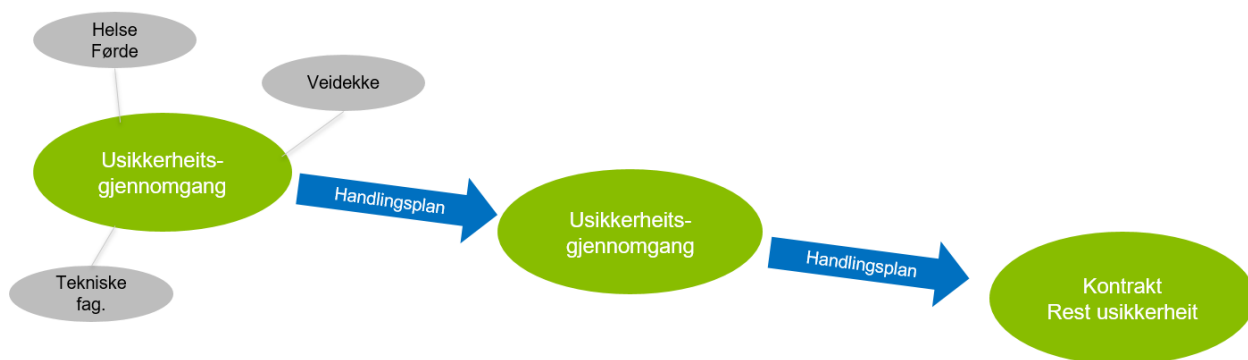 Helse
Førde
Veidekke
Usikkerheits-
gjennomgang
Handlingsplan
Tekniske
fag.
Usikkerheits-
gjennomgang
Handlingsplan
Kontrakt
Rest usikkerheit